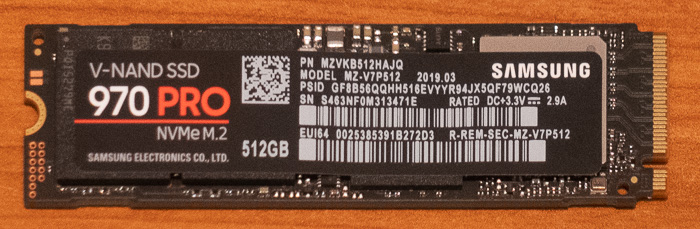 V-NAND SSD
970 PRO
NVMe M.2
SAMSUNG ELECTRONICS CO., LTD.
512GB
PN MZVKB512HAJQ
MODEL MZ-V7P512 2019.03
PSID GF8B56QQHH516EVYYR94JX5QF79WCQ26
SN S463NF0M313471E RATED DC+3.3V⎓2.9A
EUI64 0025385391B272D3 R-REM-SEC-MZ-V7P512
SAMSUNG